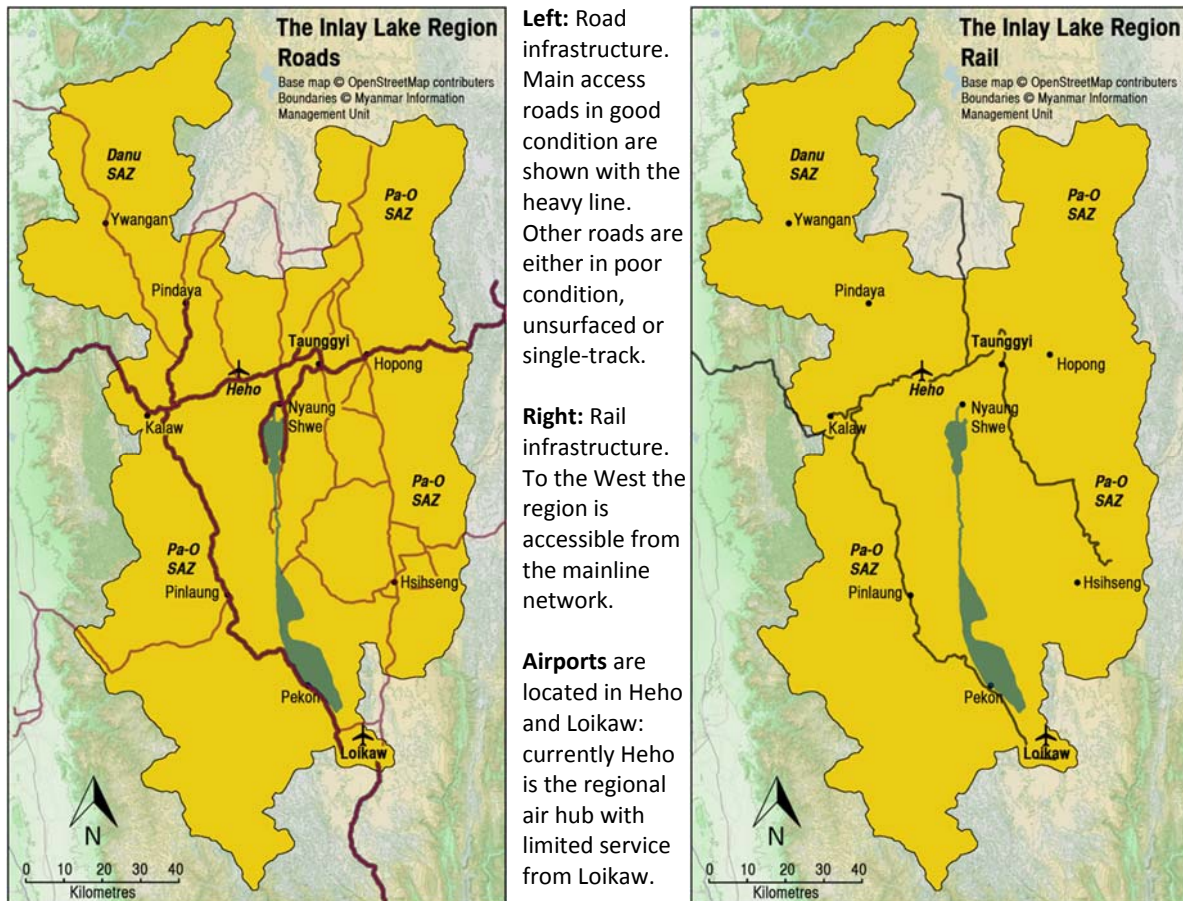 The Inlay Lake Region
Roads
Base map © OpenStreetMap contributers
Boundaries © Myanmar Information
Management Unit
Danu
SAZ
Pa-O
SAZ
Ywangan
Pindaya
Taunggyi
Hopong
Heho
Nyaung
Shwe
Kalaw
Pa-O
SAZ
Pa-O
SAZ
Hsihseng
Pinlaung
Pekon
Loikaw
N
0 10 20 40
Kilometres
Left: Road
infrastructure.
Main access
roads in good
condition are
shown with the
heavy line.
Other roads are
either in poor
condition,
unsurfaced or
single-track.
Right: Rail
infrastructure.
To the West the
region is
accessible from
the mainline
network.
Airports are
located in Heho
and Loikaw:
currently Heho
is the regional
air hub with
limited service
from Loikaw.
The Inlay Lake Region
Rail
Base map © OpenStreetMap contributers
Boundaries © Myanmar Information
Management Unit
Danu
SAZ
Pa-O
SAZ
Ywangan
Pindaya
Taunggyi
Hopong
Heho
Nyaung
Shwe
Kalaw
Pa-O
SAZ
Pa-O
SAZ
Hsihseng
Pinlaung
Pekon
Loikaw
N
0 10 20 40
Kilometres